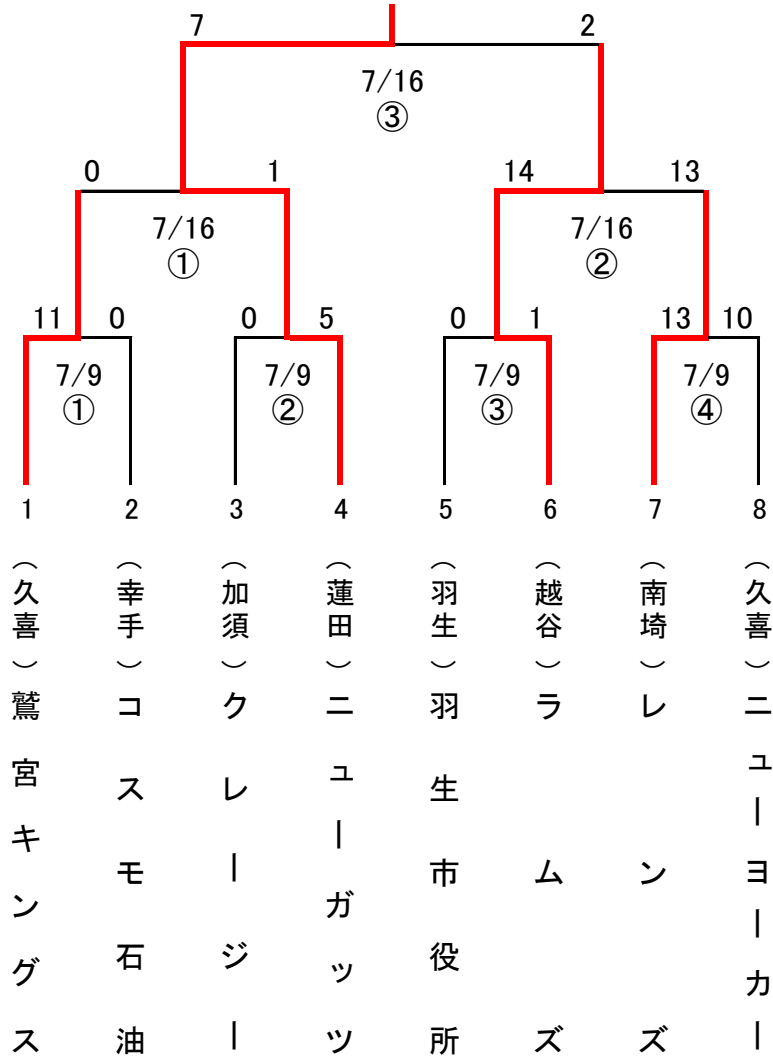 7 2
7/16
③
0 1 14 13
7/16 7/16
① ②
11 0 0 5 0 1 13 10
7/9 7/9 7/9 7/9
① ② ③ ④
1 2 3 4 5 6 7 8
（久喜）鷲宮キングス
（幸手）コスモ石油
（加須）クレージー
（蓮田）ニューガッツ
（羽生）羽生市役所
（越谷）ラムズ
（南埼）レンズ
（久喜）ニューヨーカー